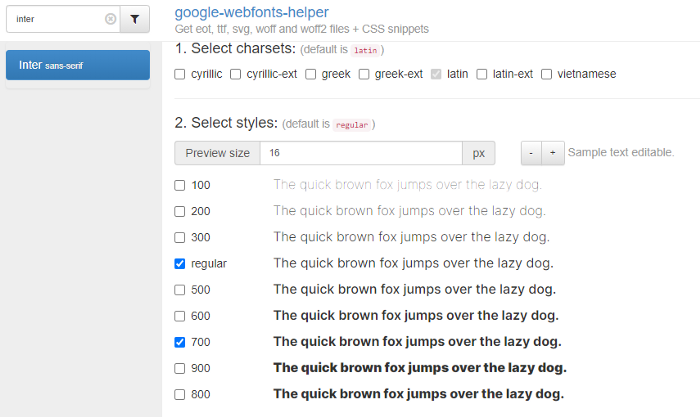 inter
Inter sans-serif
google-webfonts-helper
Get eot, ttf, svg, woff and woff2 files + CSS snippets
1. Select charsets: (default is latin )
cyrillic cyrillic-ext greek greek-ext latin latin-ext vietnamese
2. Select styles: (default is regular )
Preview size 16 px - + Sample text editable.
100 The quick brown fox jumps over the lazy dog.
200 The quick brown fox jumps over the lazy dog.
300 The quick brown fox jumps over the lazy dog.
regular The quick brown fox jumps over the lazy dog.
500 The quick brown fox jumps over the lazy dog.
600 The quick brown fox jumps over the lazy dog.
700 The quick brown fox jumps over the lazy dog.
900 The quick brown fox jumps over the lazy dog.
800 The quick brown fox jumps over the lazy dog.